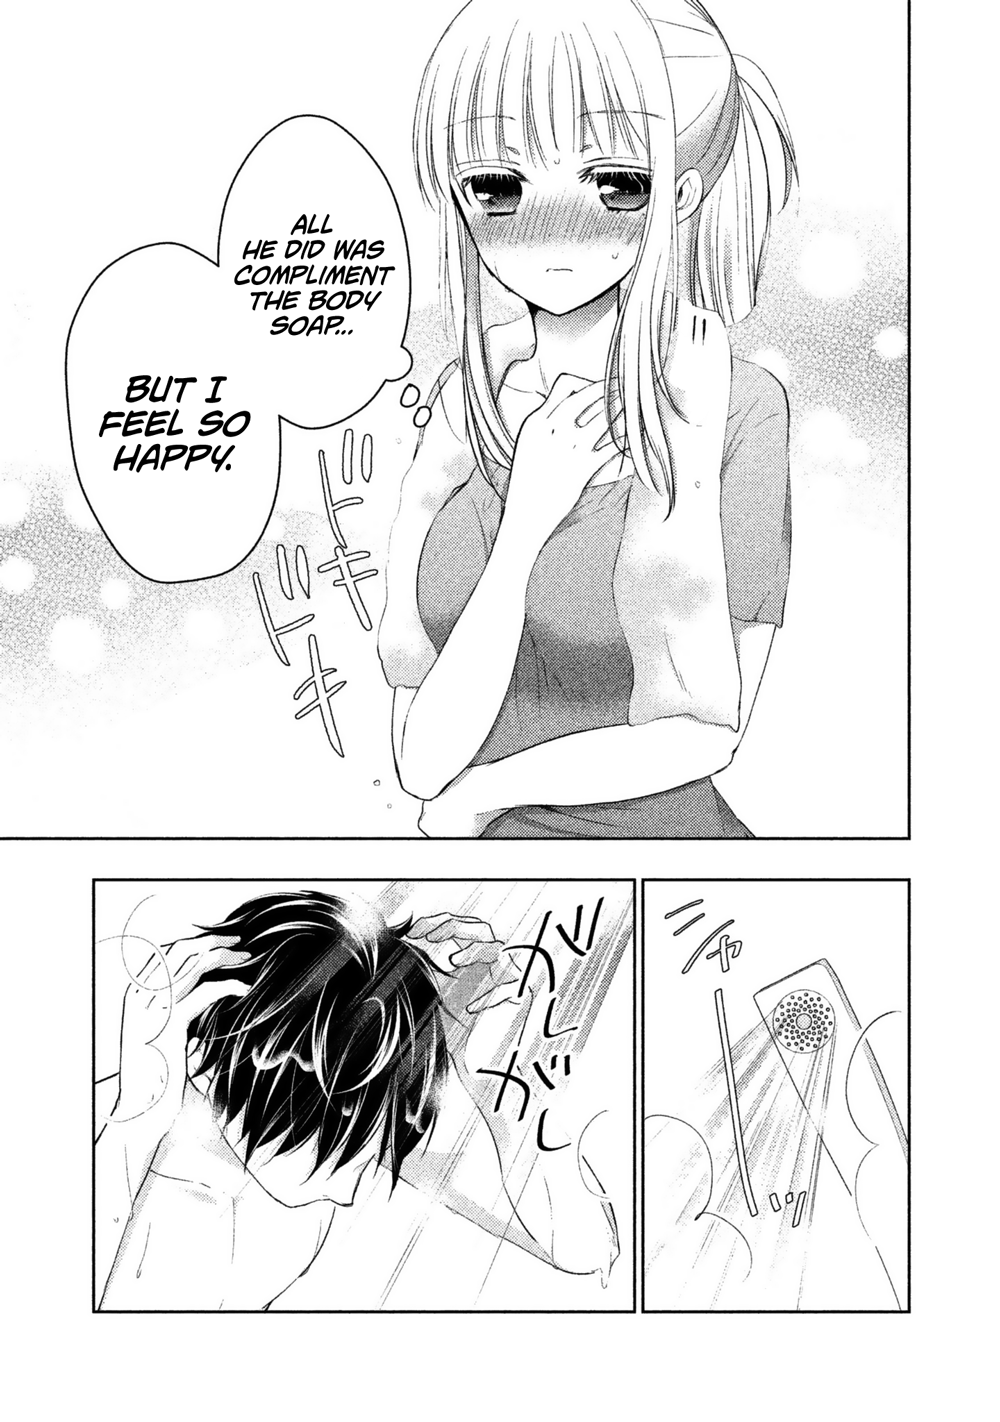 ALL
HE DID WAS
COMPLIMENT
THE BODY
SOAP...
BUT I
FEEL SO
HAPPY.
ドキ
ドキ
シャーッ
ガシ
ガシ